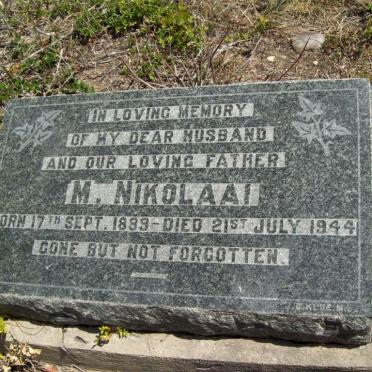 IN LOVING MEMORY
OF MY DEAR HUSBAND
AND OUR LOVING FATHER
M. NIKOLAAI
ORN 17TH SEPT. 1899-DIED 21ST JULY 1944
GONE BUT NOT FORGOTTEN.